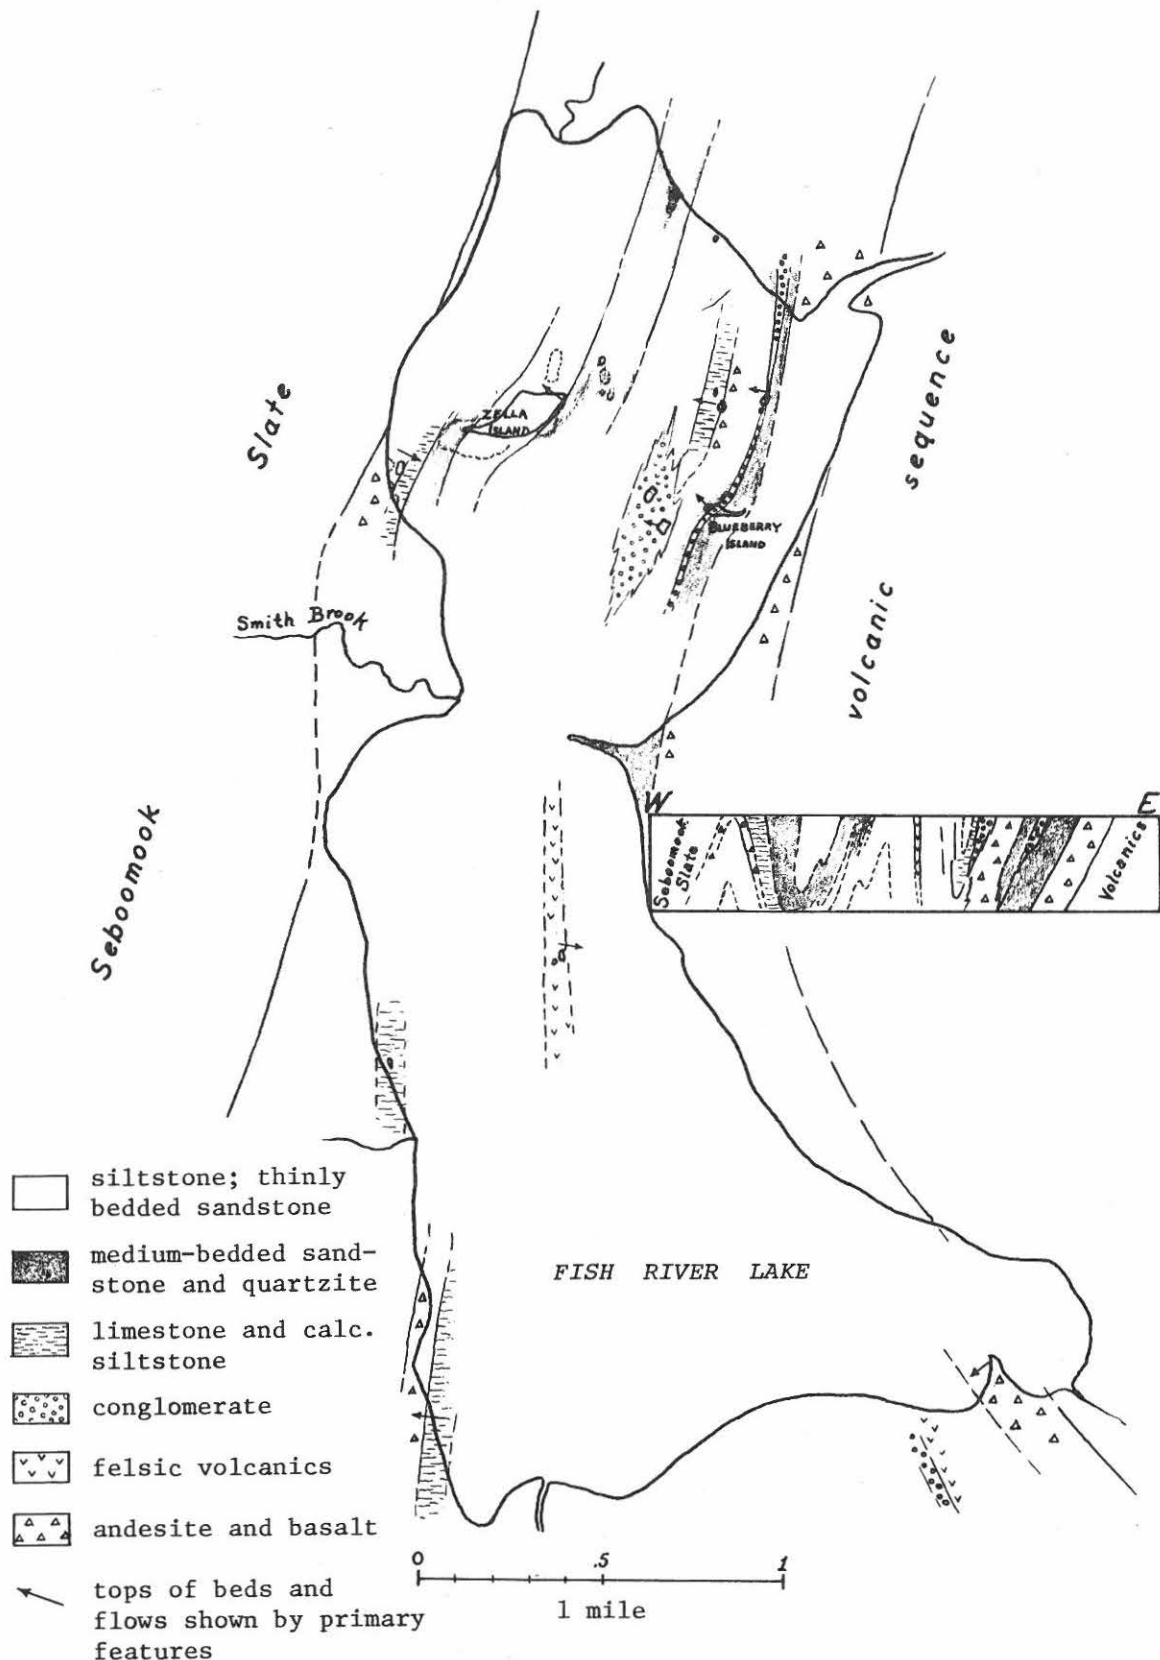 Slate
ZELLA
ISLAND
sequence
BLUEBERRY
ISLAND
Smith Brook
volcanic
Seboomook
W
E
Seboomook
Slate
Volcanics
siltstone; thinly
bedded sandstone
medium-bedded sand-
stone and quartzite
limestone and calc.
siltstone
conglomerate
felsic volcanics
andesite and basalt
tops of beds and
flows shown by primary
features
FISH RIVER LAKE
0 .5 1
1 mile